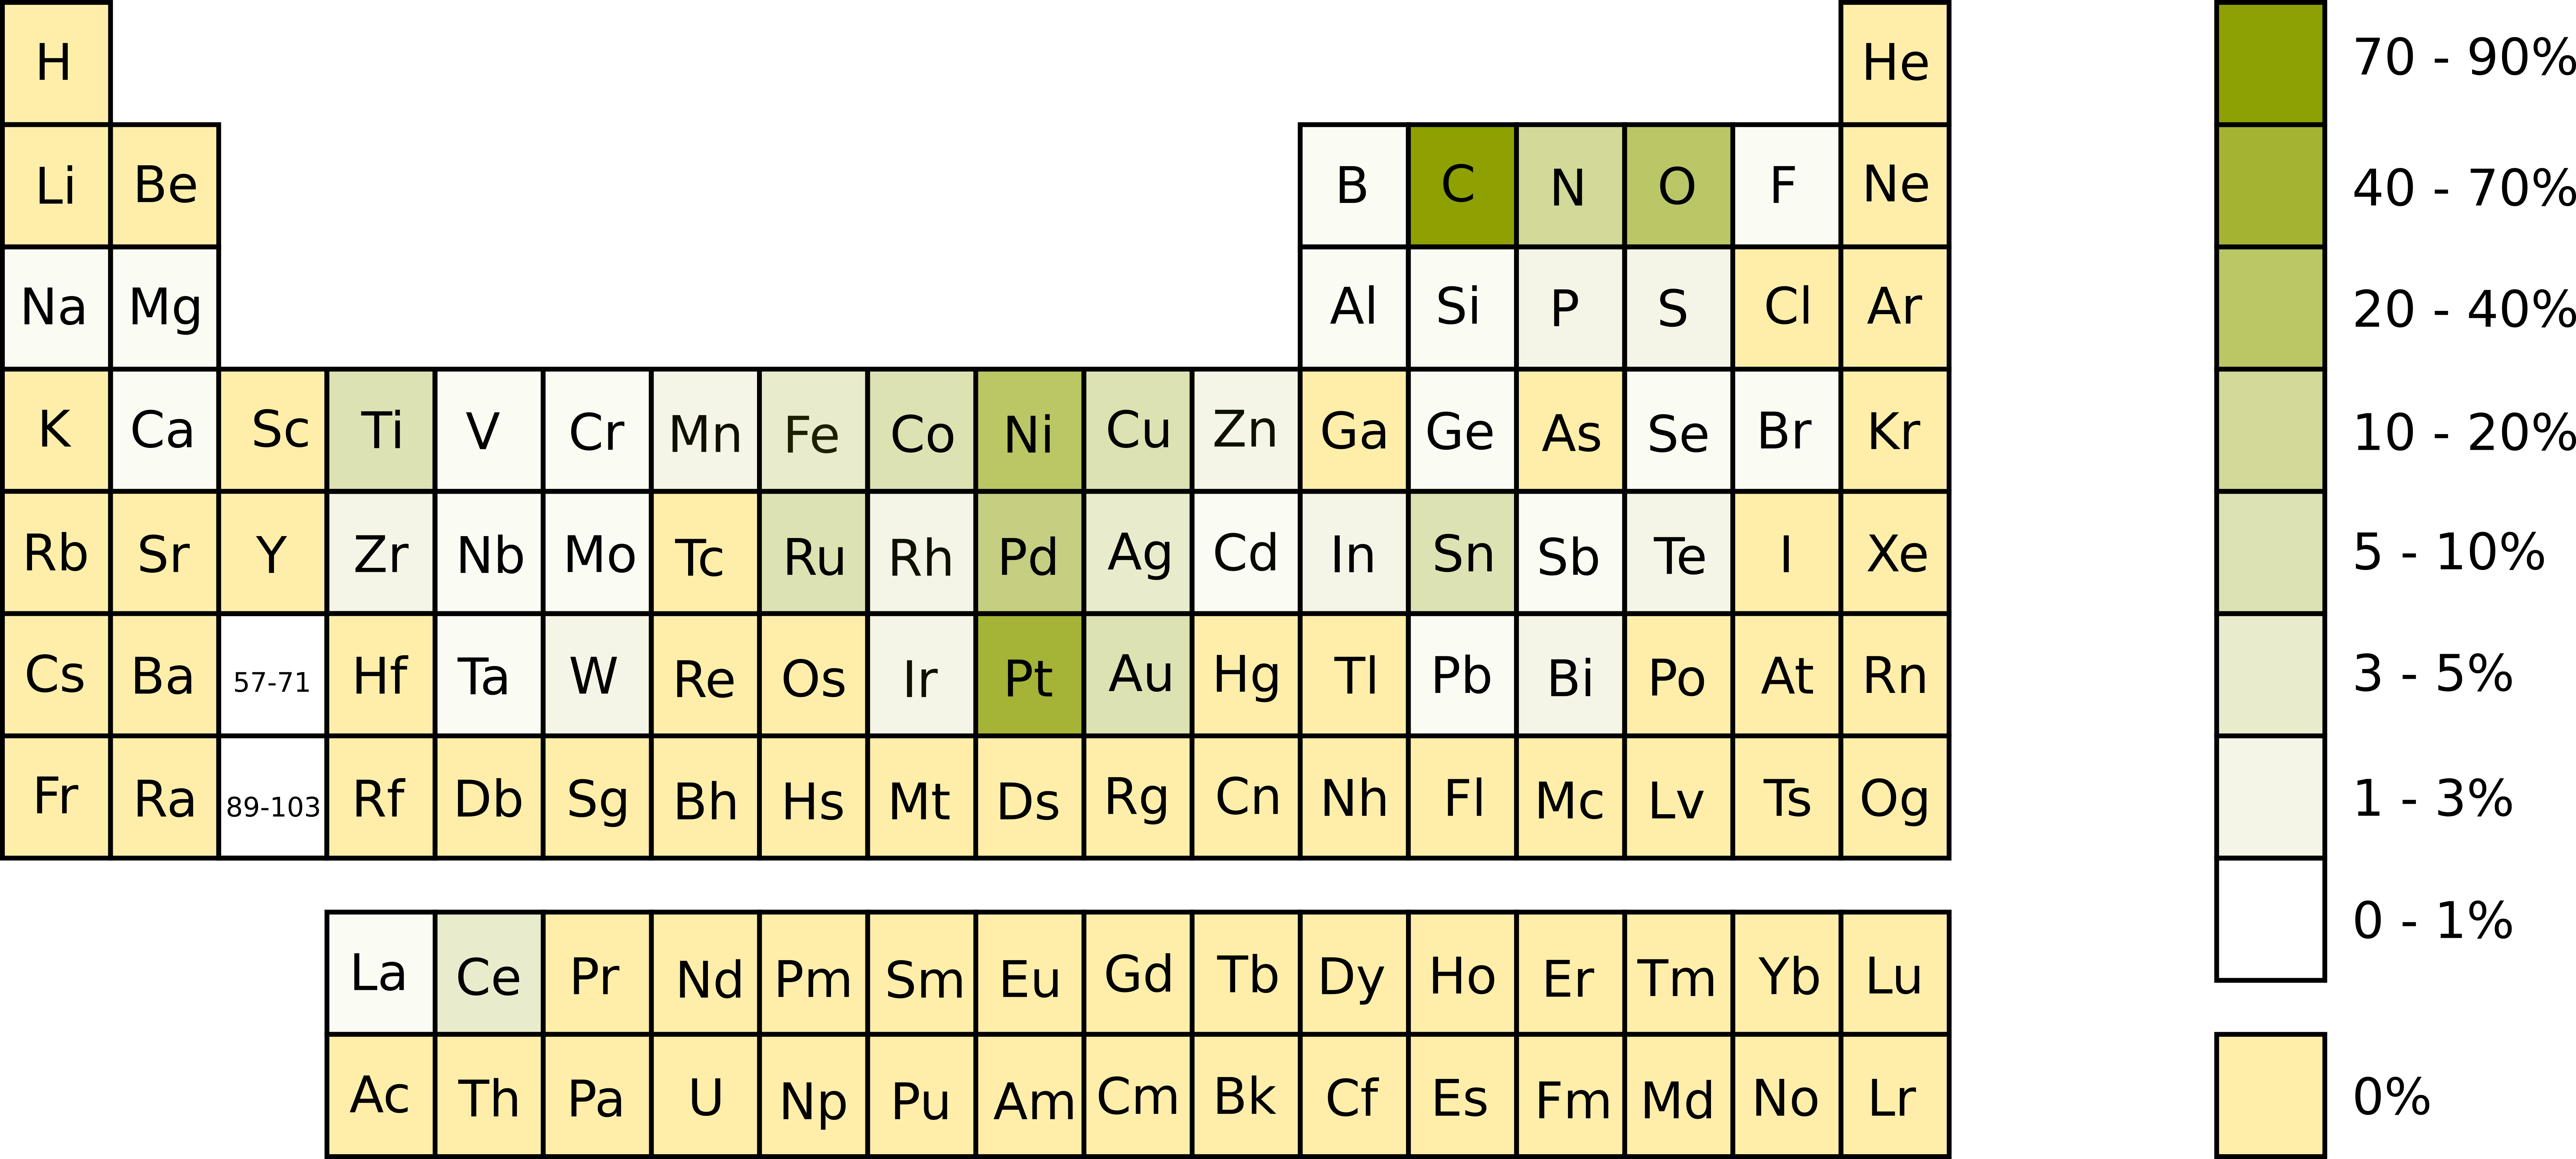 H He 70 - 90%
Li Be B C N O F Ne 40 - 70%
Na Mg Al Si P S Cl Ar 20 - 40%
K Ca Sc Ti V Cr Mn Fe Co Ni Cu Zn Ga Ge As Se Br Kr 10 - 20%
Rb Sr Y Zr Nb Mo Tc Ru Rh Pd Ag Cd In Sn Sb Te I Xe 5 - 10%
Cs Ba 57-71 Hf Ta W Re Os Ir Pt Au Hg Tl Pb Bi Po At Rn 3 - 5%
Fr Ra 89-103 Rf Db Sg Bh Hs Mt Ds Rg Cn Nh Fl Mc Lv Ts Og 1 - 3%
0 - 1%
La Ce Pr Nd Pm Sm Eu Gd Tb Dy Ho Er Tm Yb Lu
Ac Th Pa U Np Pu Am Cm Bk Cf Es Fm Md No Lr 0%